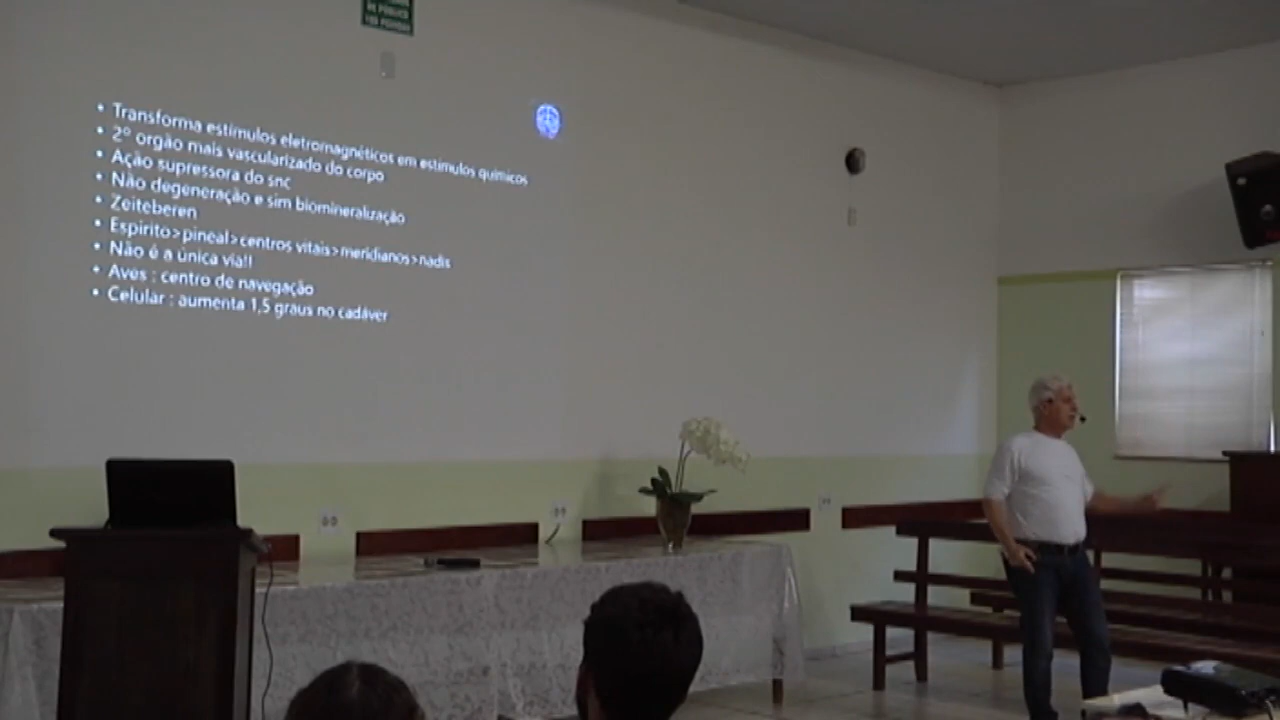 • Transforma estímulos eletromagnéticos em estímulos químicos
• 2º orgão mais vascularizado do corpo
• Ação supressora do snc
• Não degeneração e sim biomineralização
• Zeiteberen
• Espirito>pineal>centros vitais>meridianos>nadis
• Não é a única via!!
• Aves : centro de navegação
• Celular : aumenta 1,5 graus no cadáver